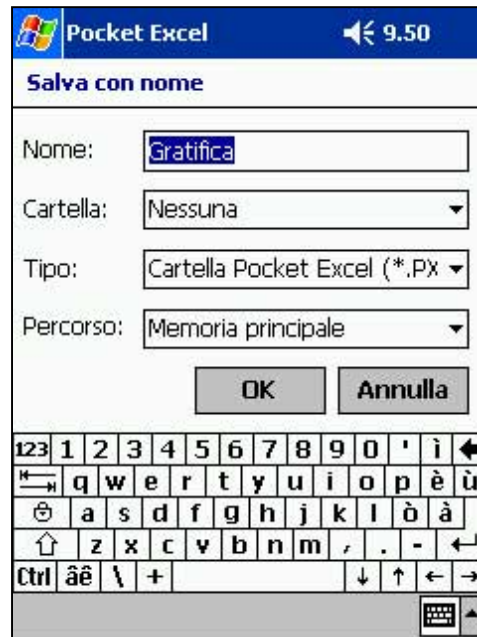 Pocket Excel 9.50
Salva con nome
Nome: Gratifica
Cartella: Nessuna
Tipo: Cartella Pocket Excel (*.PX
Percorso: Memoria principale
OK Annulla
123 1 2 3 4 5 6 7 8 9 0 ' ì
q w e r t y u i o p è ù
a s d f g h j k l ò à
z x c v b n m , . -
Ctrl âê \ +